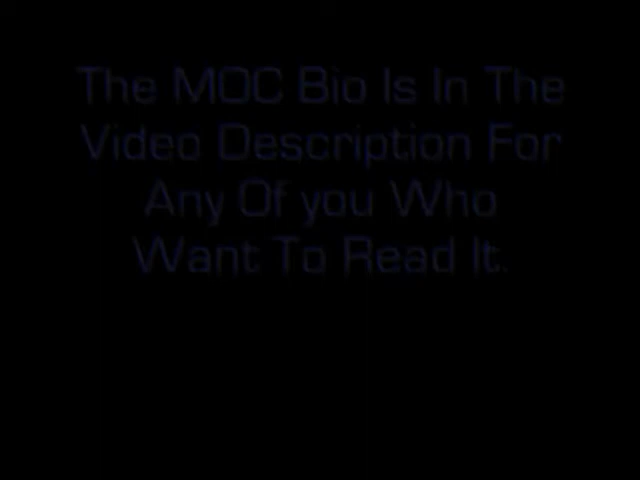 The MOC Bio Is In The
Video Description For
Any Of you Who
Want To Read It.